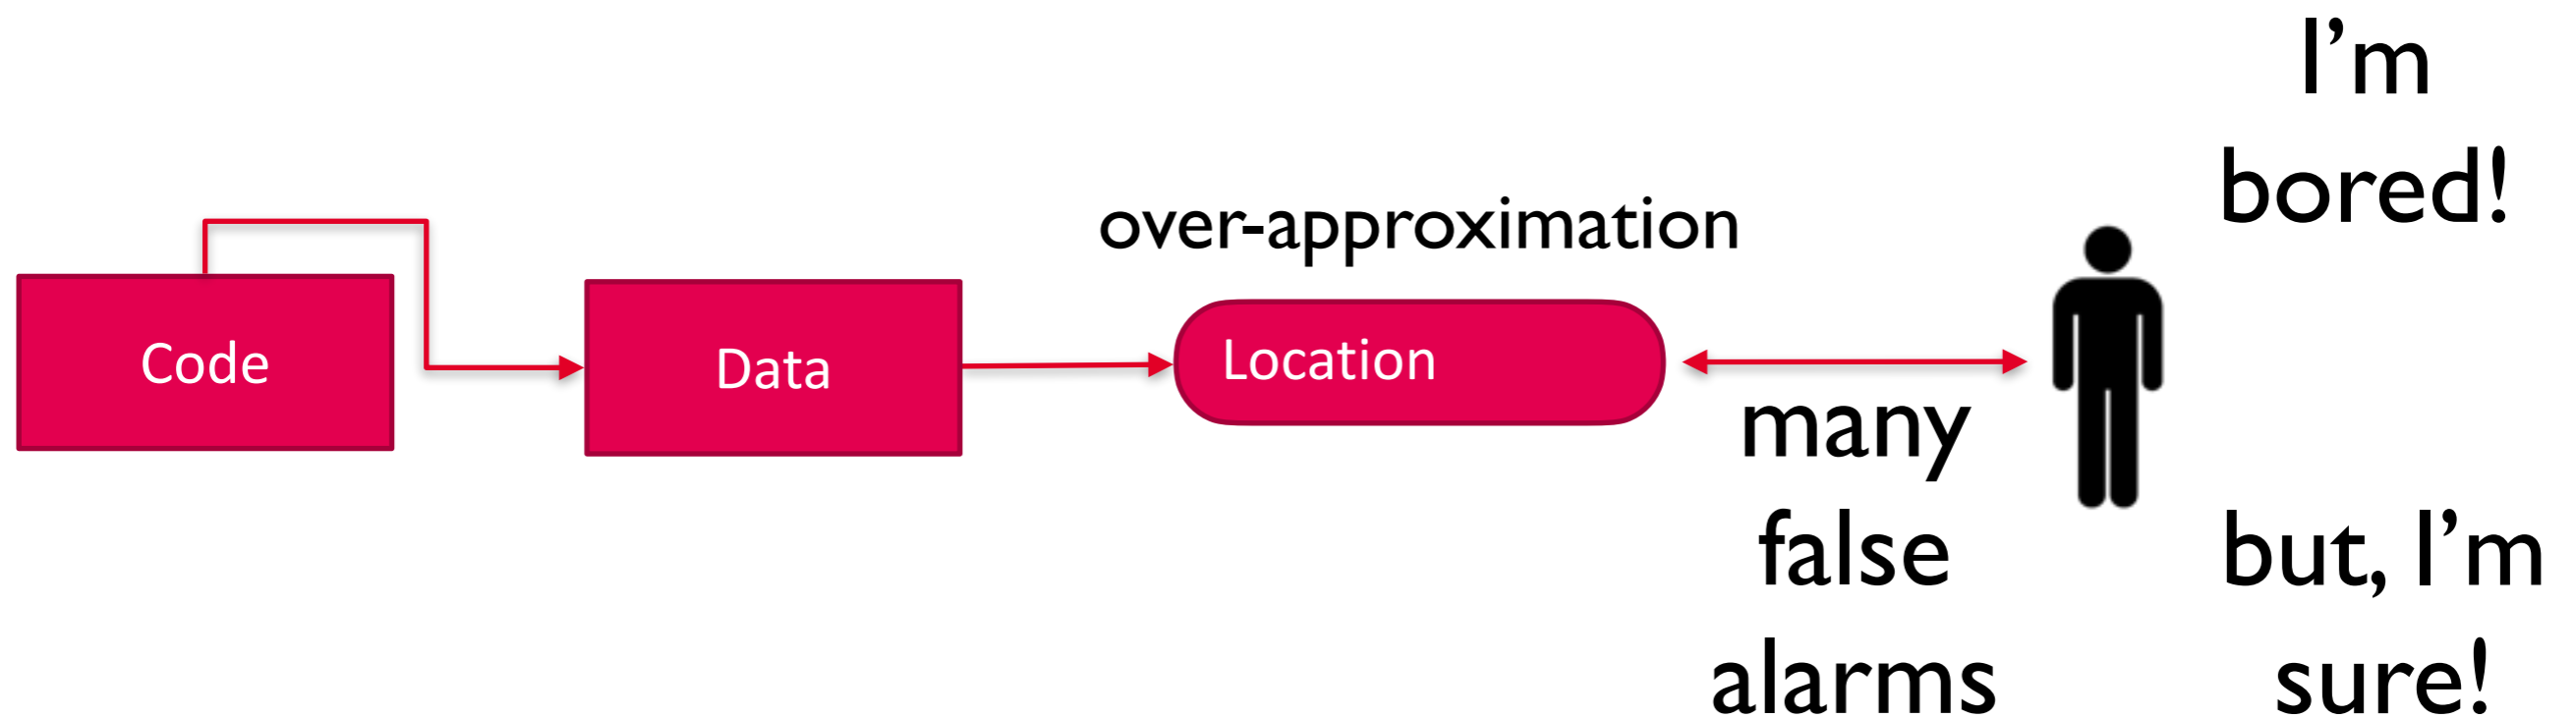 I’m
bored!
over-approximation
Code
Data
Location
many
false
alarms
but, I’m
sure!